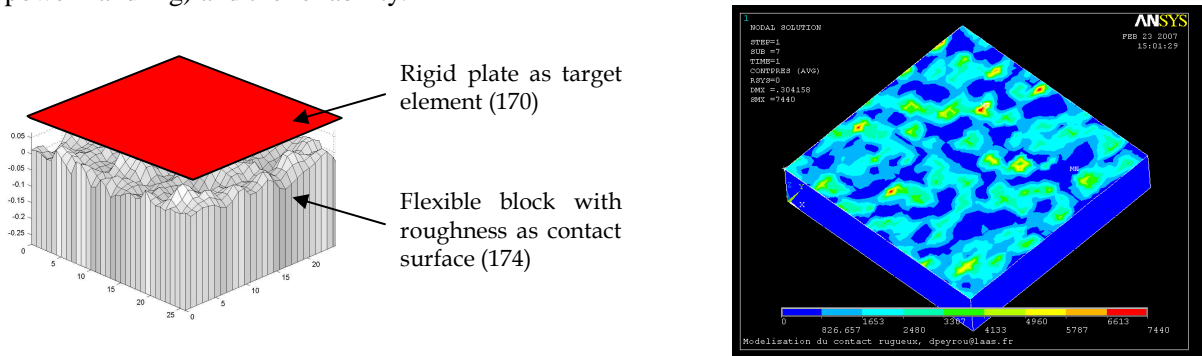 power handling, and the reliability.
Rigid plate as target
element (170)
Flexible block with
roughness as contact
surface (174)
0.05
0
-0.05
-0.1
-0.15
-0.2
-0.25
0
5
10
15
20
25
0
5
10
15
20
1
NODAL SOLUTION
STEP=1
SUB =7
TIME=1
CONTPRES (AVG)
RSYS=0
DMX =.304158
SMX =7440
ANSYS
FEB 23 2007
15:01:29
MN
Y
X
0 1653 3307 4960 6613
826.657 2480 4133 5787 7440
Modelisation du contact rugueux, dpeyrou@laas.fr